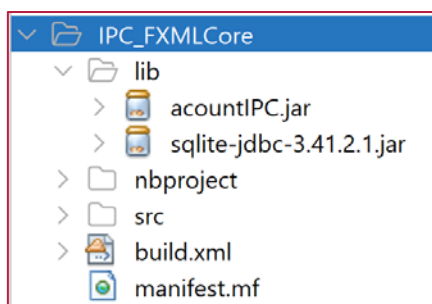 IPC_FXMLCore
lib
acountIPC.jar
sqlite-jdbc-3.41.2.1.jar
nbproject
src
build.xml
manifest.mf